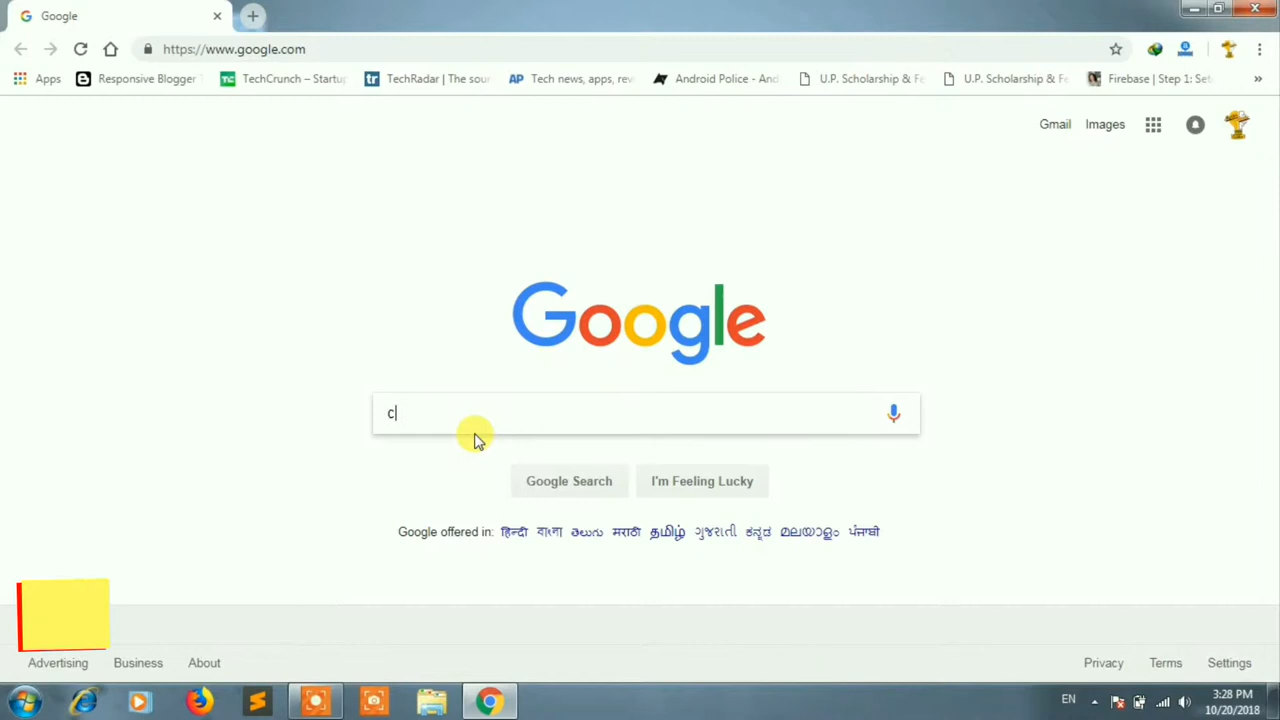 Google
https://www.google.com
Apps Responsive Blogger TechCrunch – Startu TechRadar | The sour AP Tech news, apps, rev Android Police - And U.P. Scholarship & Fe U.P. Scholarship & Fe Firebase | Step 1: Set »
Gmail Images
Google
c
Google Search I'm Feeling Lucky
Google offered in: हिन्दी বাংলা తెలుగు मराठी தமிழ் ગુજરાતી ಕನ್ನಡ മലയാളം ਪੰਜਾਬੀ
Advertising Business About Privacy Terms Settings
EN 3:28 PM
10/20/2018